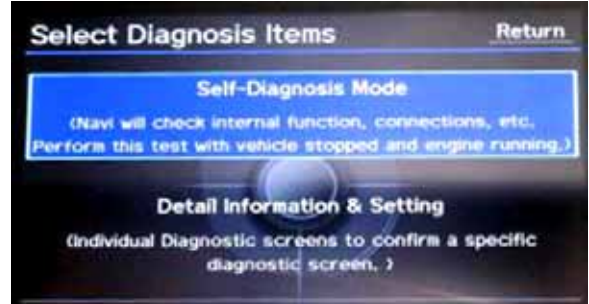 Select Diagnosis Items
Return
Self-Diagnosis Mode
(Navi will check internal function, connections, etc.
Perform this test with vehicle stopped and engine running.)
Detail Information & Setting
(Individual Diagnostic screens to confirm a specific
diagnostic screen. )